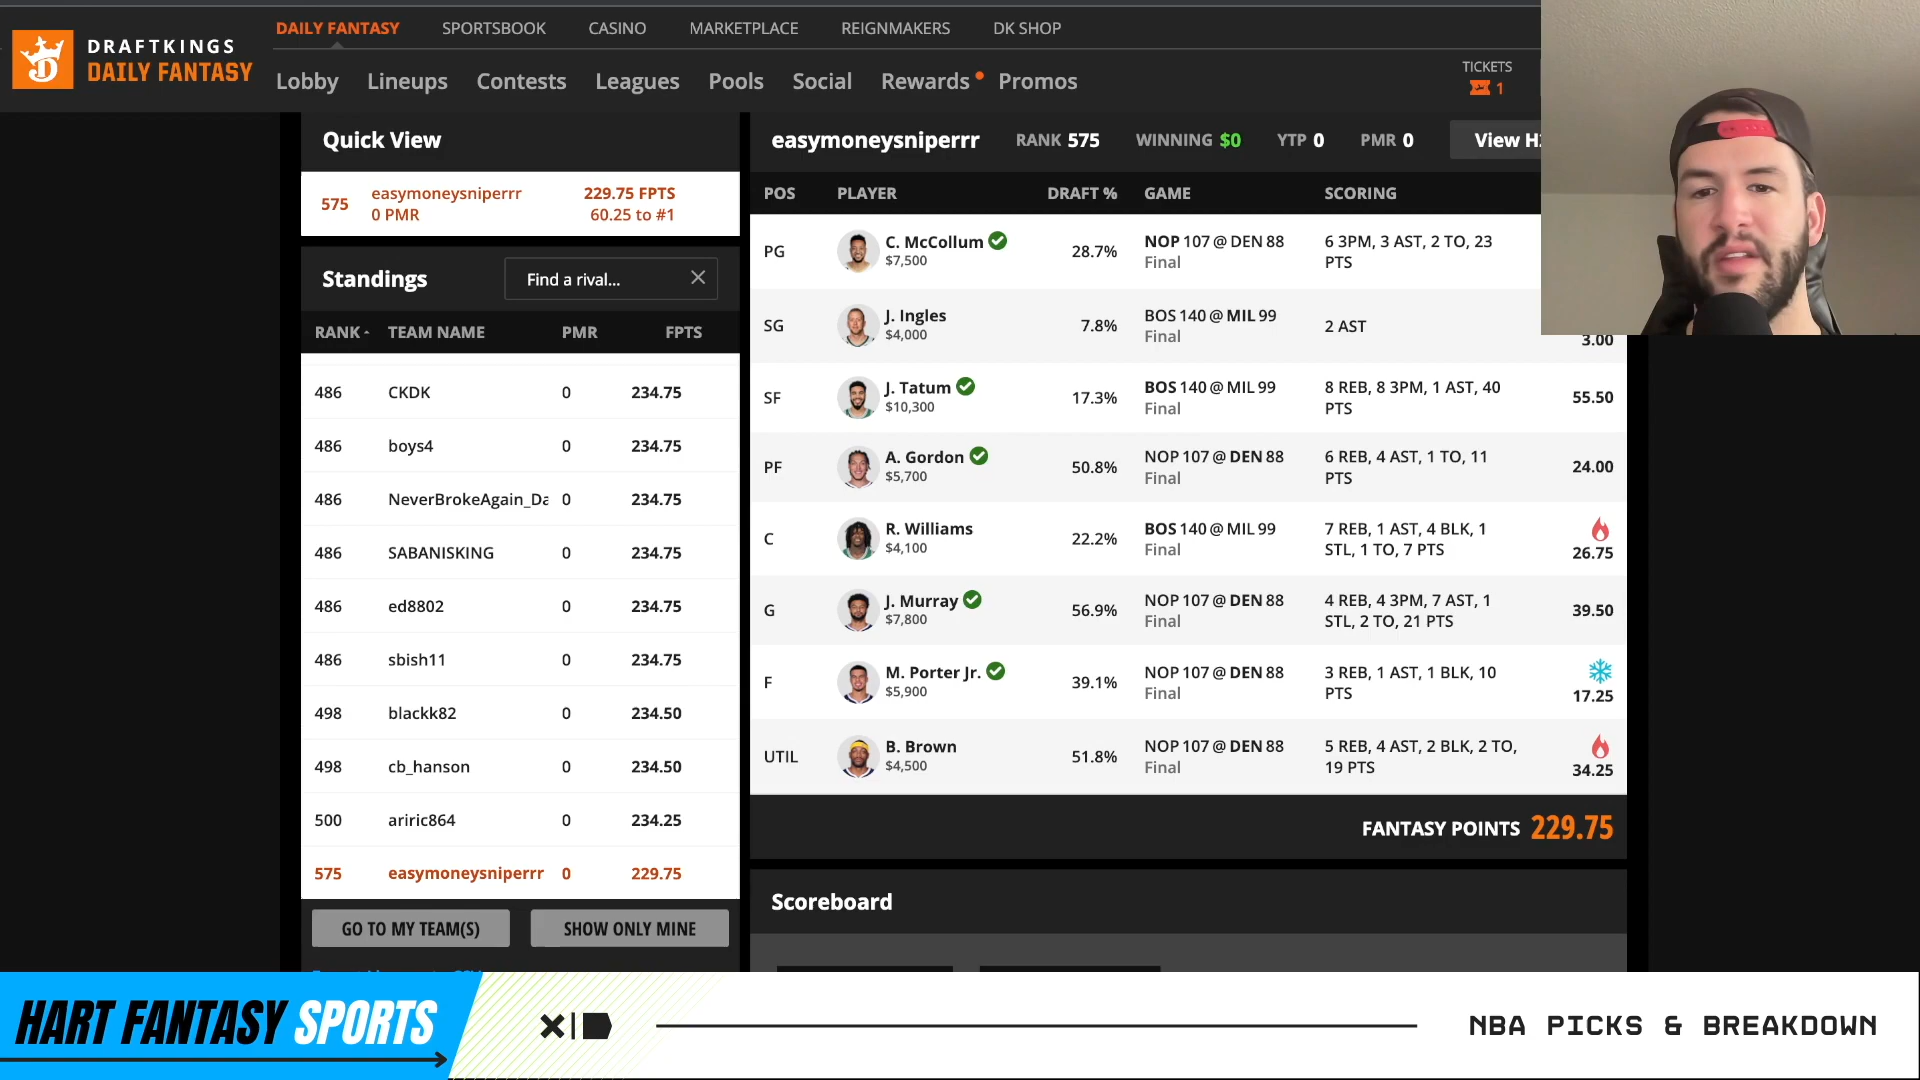 DAILY FANTASY SPORTSBOOK CASINO MARKETPLACE REIGNMAKERS DK SHOP
DRAFTKINGS
DAILY FANTASY
Lobby Lineups Contests Leagues Pools Social Rewards Promos
TICKETS
1
Quick View
575 easymoneysniperrr 229.75 FPTS
0 PMR 60.25 to #1
Standings Find a rival...
RANK TEAM NAME PMR FPTS
486 CKDK 0 234.75
486 boys4 0 234.75
486 NeverBrokeAgain_Da 0 234.75
486 SABANISKING 0 234.75
486 ed8802 0 234.75
486 sbish11 0 234.75
498 blackk82 0 234.50
498 cb_hanson 0 234.50
500 ariric864 0 234.25
575 easymoneysniperrr 0 229.75
GO TO MY TEAM(S) SHOW ONLY MINE
easymoneysniperrr RANK 575 WINNING $0 YTP 0 PMR 0 View
POS PLAYER DRAFT % GAME SCORING
PG C. McCollum 28.7% NOP 107 @ DEN 88 6 3PM, 3 AST, 2 TO, 23
$7,500 Final PTS
SG J. Ingles 7.8% BOS 140 @ MIL 99 2 AST
$4,000 Final 3.00
SF J. Tatum 17.3% BOS 140 @ MIL 99 8 REB, 8 3PM, 1 AST, 40 55.50
$10,300 Final PTS
PF A. Gordon 50.8% NOP 107 @ DEN 88 6 REB, 4 AST, 1 TO, 11 24.00
$5,700 Final PTS
C R. Williams 22.2% BOS 140 @ MIL 99 7 REB, 1 AST, 4 BLK, 1
$4,100 Final STL, 1 TO, 7 PTS 26.75
G J. Murray 56.9% NOP 107 @ DEN 88 4 REB, 4 3PM, 7 AST, 1 39.50
$7,800 Final STL, 2 TO, 21 PTS
F M. Porter Jr. 39.1% NOP 107 @ DEN 88 3 REB, 1 AST, 1 BLK, 10
$5,900 Final PTS 17.25
UTIL B. Brown 51.8% NOP 107 @ DEN 88 5 REB, 4 AST, 2 BLK, 2 TO,
$4,500 Final 19 PTS 34.25
FANTASY POINTS 229.75
Scoreboard
HART FANTASY SPORTS
NBA PICKS & BREAKDOWN